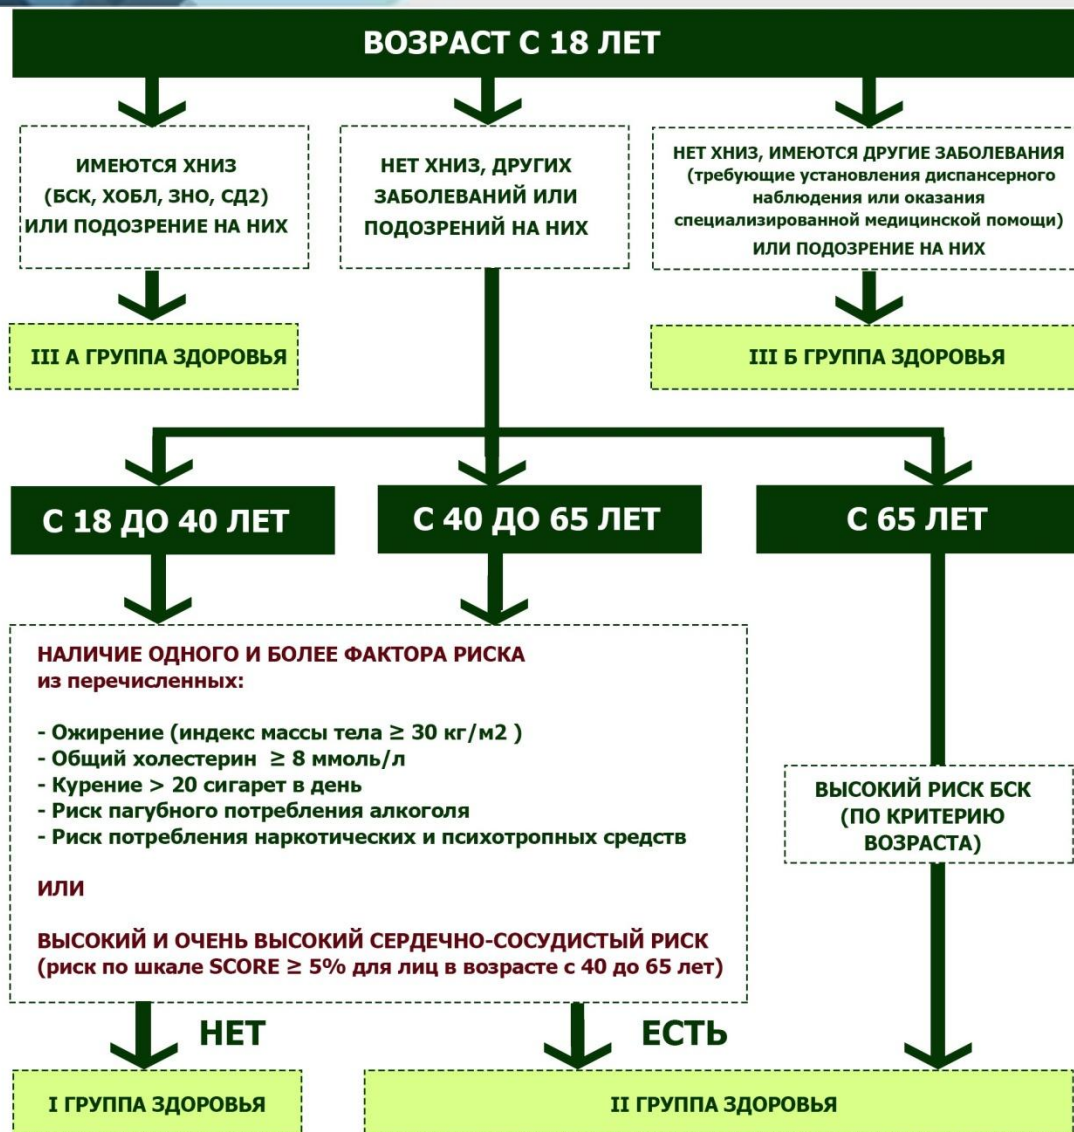 ВОЗРАСТ С 18 ЛЕТ
ИМЕЮТСЯ ХНИЗ
(БСК, ХОБЛ, ЗНО, СД2)
ИЛИ ПОДОЗРЕНИЕ НА НИХ
НЕТ ХНИЗ, ДРУГИХ
ЗАБОЛЕВАНИЙ ИЛИ
ПОДОЗРЕНИЙ НА НИХ
НЕТ ХНИЗ, ИМЕЮТСЯ ДРУГИЕ ЗАБОЛЕВАНИЯ
(требующие установления диспансерного
наблюдения или оказания
специализированной медицинской помощи)
ИЛИ ПОДОЗРЕНИЕ НА НИХ
III А ГРУППА ЗДОРОВЬЯ
III Б ГРУППА ЗДОРОВЬЯ
С 18 ДО 40 ЛЕТ
С 40 ДО 65 ЛЕТ
С 65 ЛЕТ
НАЛИЧИЕ ОДНОГО И БОЛЕЕ ФАКТОРА РИСКА
из перечисленных:
- Ожирение (индекс массы тела ≥ 30 кг/м2 )
- Общий холестерин ≥ 8 ммоль/л
- Курение > 20 сигарет в день
- Риск пагубного потребления алкоголя
- Риск потребления наркотических и психотропных средств
ИЛИ
ВЫСОКИЙ И ОЧЕНЬ ВЫСОКИЙ СЕРДЕЧНО-СОСУДИСТЫЙ РИСК
(риск по шкале SCORE ≥ 5% для лиц в возрасте с 40 до 65 лет)
ВЫСОКИЙ РИСК БСК
(ПО КРИТЕРИЮ
ВОЗРАСТА)
НЕТ
ЕСТЬ
I ГРУППА ЗДОРОВЬЯ
II ГРУППА ЗДОРОВЬЯ